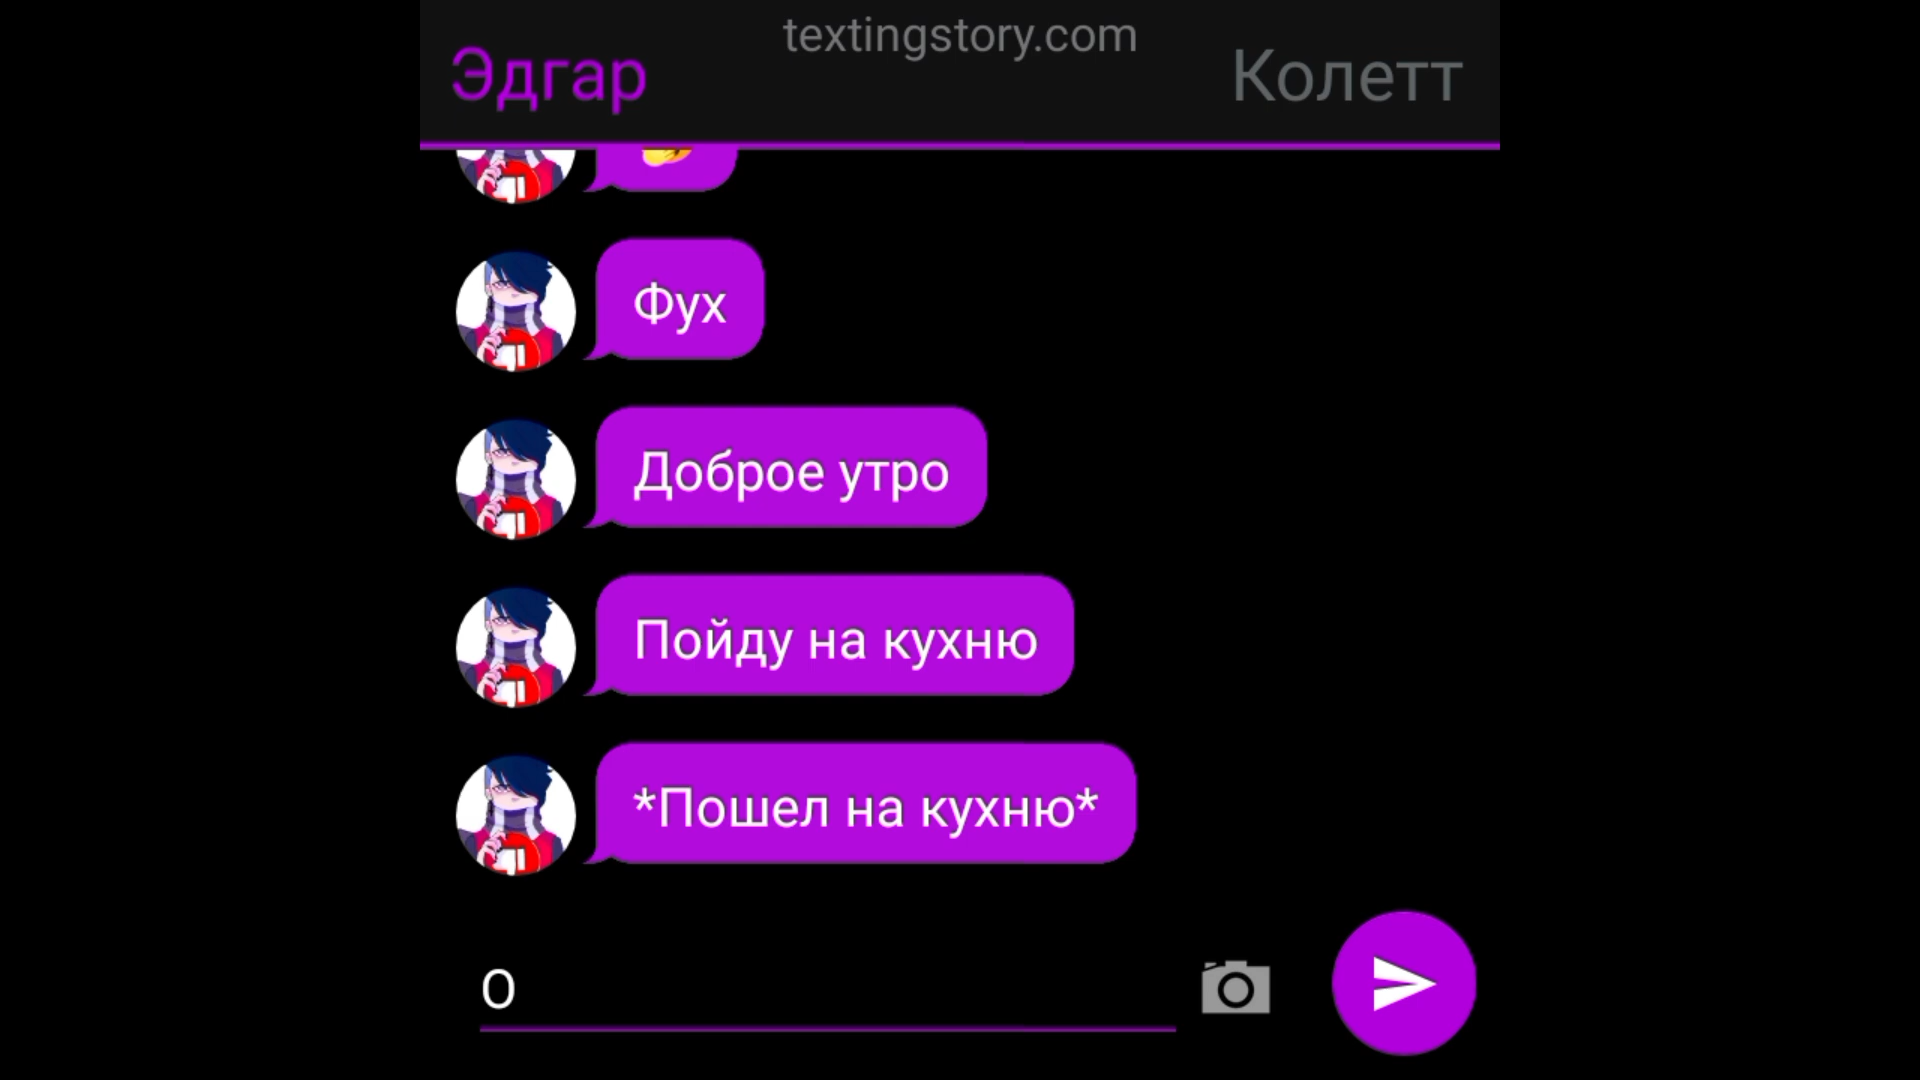 textingstory.com
Эдгар
Колетт
Фух
Доброе утро
Пойду на кухню
*Пошел на кухню*
О